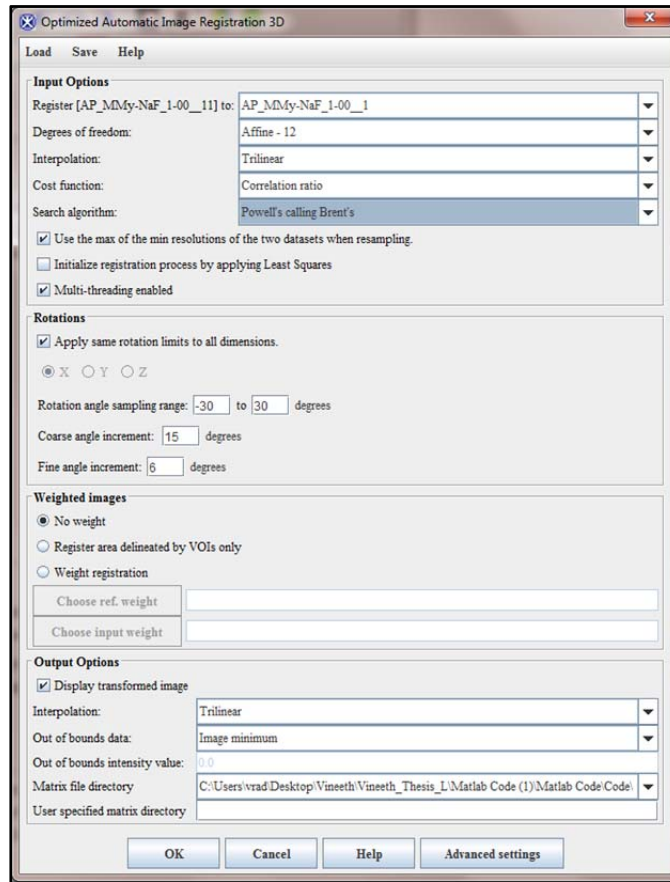 Optimized Automatic Image Registration 3D
Load Save Help
Input Options
Register [AP_MMy-NaF_1-00__11] to: AP_MMy-NaF_1-00__1
Degrees of freedom: Affine - 12
Interpolation: Trilinear
Cost function: Correlation ratio
Search algorithm: Powell's calling Brent's
Use the max of the min resolutions of the two datasets when resampling.
Initialize registration process by applying Least Squares
Multi-threading enabled
Rotations
Apply same rotation limits to all dimensions.
X Y Z
Rotation angle sampling range: -30 to 30 degrees
Coarse angle increment: 15 degrees
Fine angle increment: 6 degrees
Weighted images
No weight
Register area delineated by VOIs only
Weight registration
Choose ref. weight
Choose input weight
Output Options
Display transformed image
Interpolation: Trilinear
Out of bounds data: Image minimum
Out of bounds intensity value: 0.0
Matrix file directory C:\Users\vrad\Desktop\Vineeth\Vineeth_Thesis_L\Matlab Code (1)\Matlab Code\Code\
User specified matrix directory
OK Cancel Help Advanced settings